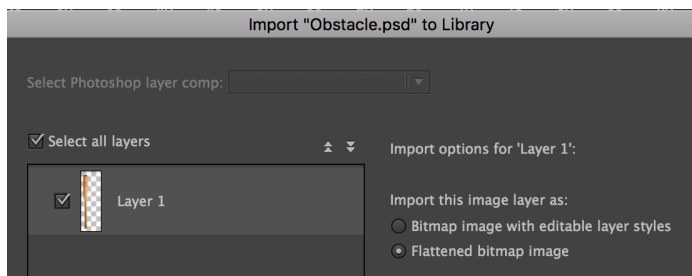 Import "Obstacle.psd" to Library
Select Photoshop layer comp:
Select all layers
Import options for 'Layer 1':
Layer 1
Import this image layer as:
Bitmap image with editable layer styles
Flattened bitmap image